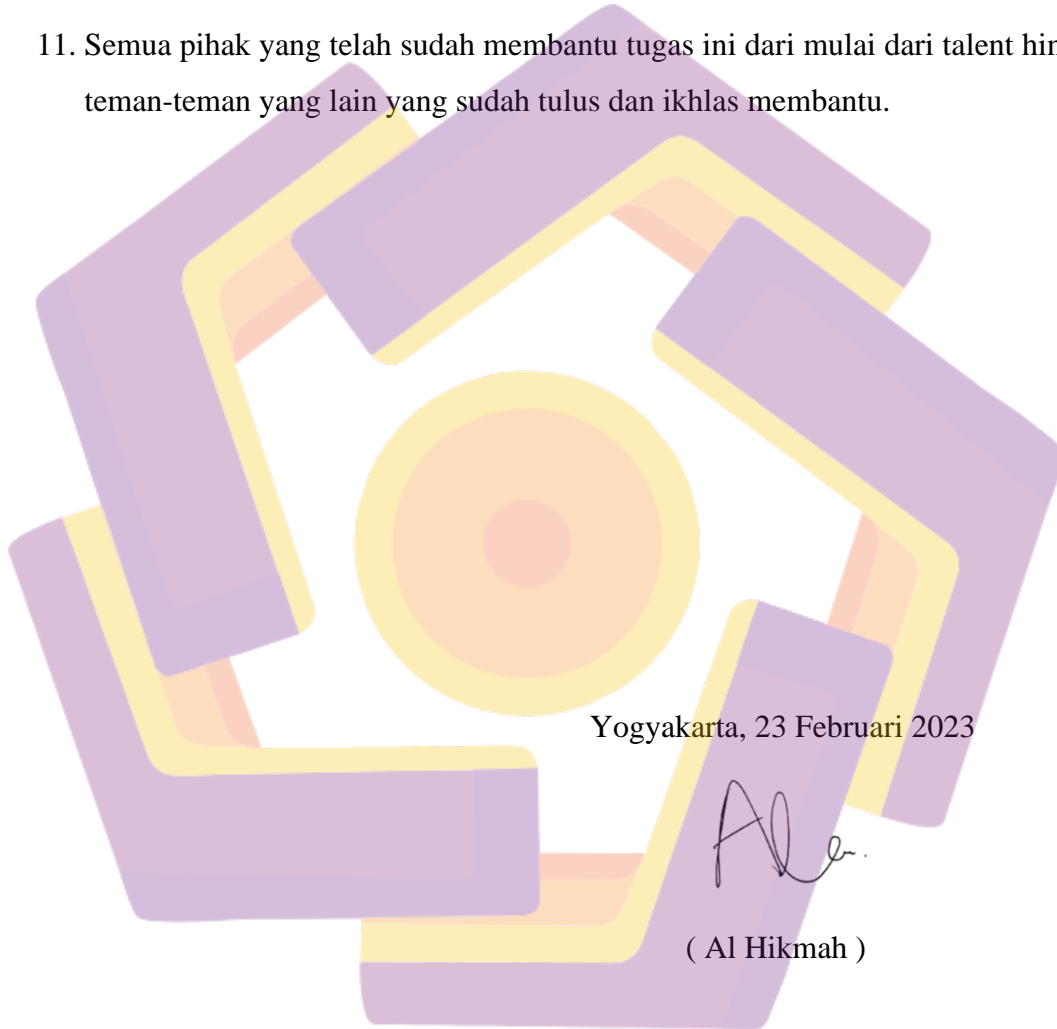 11. Semua pihak yang telah sudah membantu tugas ini dari mulai dari talent
teman-teman yang lain yang sudah tulus dan ikhlas membantu.
Yogyakarta, 23 Februari 2023
( Al Hikmah )